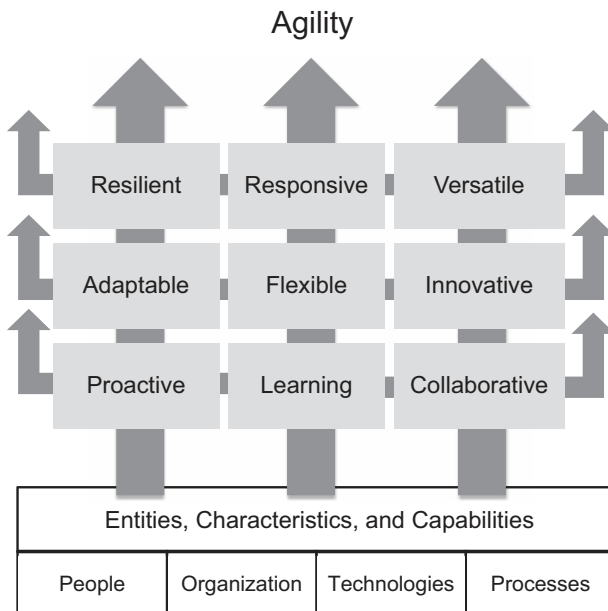 Agility
Resilient Responsive Versatile
Adaptable Flexible Innovative
Proactive Learning Collaborative
Entities, Characteristics, and Capabilities
People Organization Technologies Processes